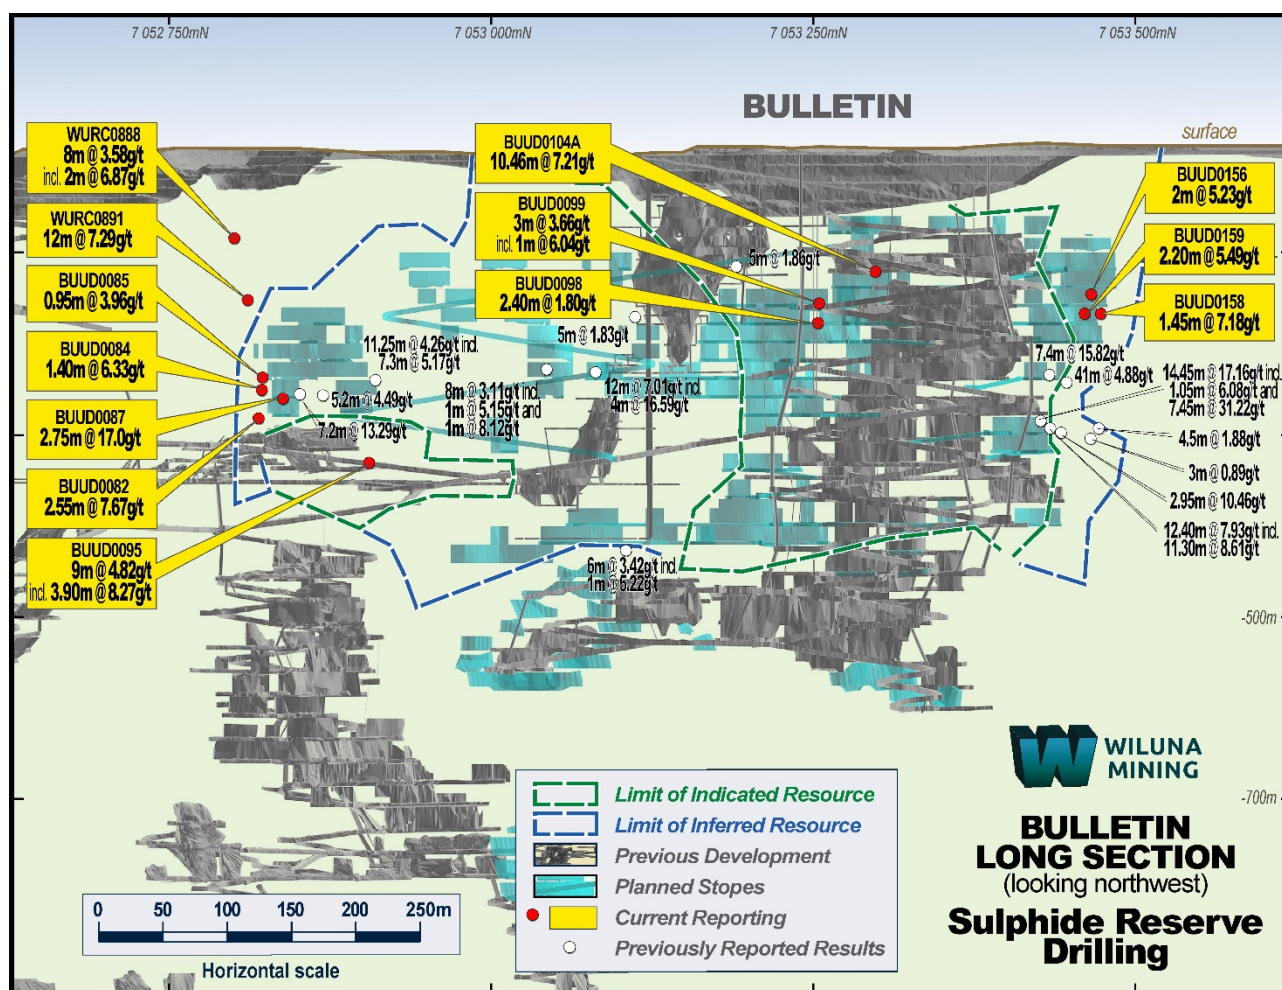 7 052 750mN
7 053 000mN
7 053 250mN
7 053 500mN
BULLETIN
surface
WURC0888
8m @ 3.58g/t
incl. 2m @ 6.87g/t
WURC0891
12m @ 7.29g/t
BUUD0085
0.95m @ 3.96g/t
BUUD0084
1.40m @ 6.33g/t
BUUD0087
2.75m @ 17.0g/t
BUUD0082
2.55m @ 7.67g/t
BUUD0095
9m @ 4.82g/t
incl. 3.90m @ 8.27g/t
BUUD0104A
10.46m @ 7.21g/t
BUUD0099
3m @ 3.66g/t
incl. 1m @ 6.04g/t
BUUD0098
2.40m @ 1.80g/t
BUUD0156
2m @ 5.23g/t
BUUD0159
2.20m @ 5.49g/t
BUUD0158
1.45m @ 7.18g/t
5m @ 1.86g/t
5m @ 1.83g/t
11.25m @ 4.26g/t incl.
7.3m @ 5.17g/t
5.2m @ 4.49g/t
7.2m @ 13.29g/t
8m @ 3.11g/t incl
1m @ 5.15g/t and
1m @ 8.12g/t
12m @ 7.01g/t incl
4m @ 16.59g/t
6m @ 3.42g/t incl
1m @ 5.22g/t
7.4m @ 15.82g/t
41m @ 4.88g/t
14.45m @ 17.16g/t incl
1.05m @ 6.08g/t and
7.45m @ 31.22g/t
4.5m @ 1.88g/t
3m @ 0.89g/t
2.95m @ 10.46g/t
12.40m @ 7.93g/t incl.
11.30m @ 8.61g/t
-500m
-700m
WILUNA
MINING
BULLETIN
LONG SECTION
(looking northwest)
Sulphide Reserve
Drilling
Limit of Indicated Resource
Limit of Inferred Resource
Previous Development
Planned Stopes
Current Reporting
Previously Reported Results
0 50 100 150 200 250m
Horizontal scale